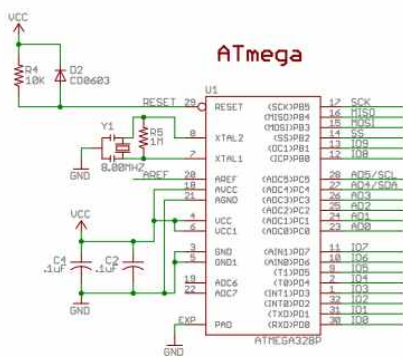 VCC
ATmega
R4
10K
D2
CD0603
U1
RESET 29 RESET (SCK)PB5 17 SCK
(MISO)PB4 16 MISO
(MOSI)PB3 15 MOSI
Y1 R5
1M
8 XTAL2 (SS)PB2 14 SS
(OC1)PB1 13 IO9
7 XTAL1 (ICP)PB0 12 IO8
GND 8.00MHZ
AREF 20 AREF (ADC5)PC5 28 AD5/SCL
18 AVCC (ADC4)PC4 27 AD4/SDA
21 AGND (ADC3)PC3 26 AD3
VCC (ADC2)PC2 25 AD2
4 VCC (ADC1)PC1 24 AD1
6 VCC1 (ADC0)PC0 23 AD0
3 GND (AIN1)PD7 11 IO7
C4
.1uF
C2
.1uF
5 GND1 (AIN0)PD6 10 IO6
(T1)PD5 9 IO5
19 ADC6 (T0)PD4 2 IO4
22 ADC7 (INT1)PD3 1 IO3
GND (INT0)PD2 32 IO2
(TXD)PD1 31 IO1
EXP PAD (RXD)PD0 30 IO0
GND ATMEGA328P